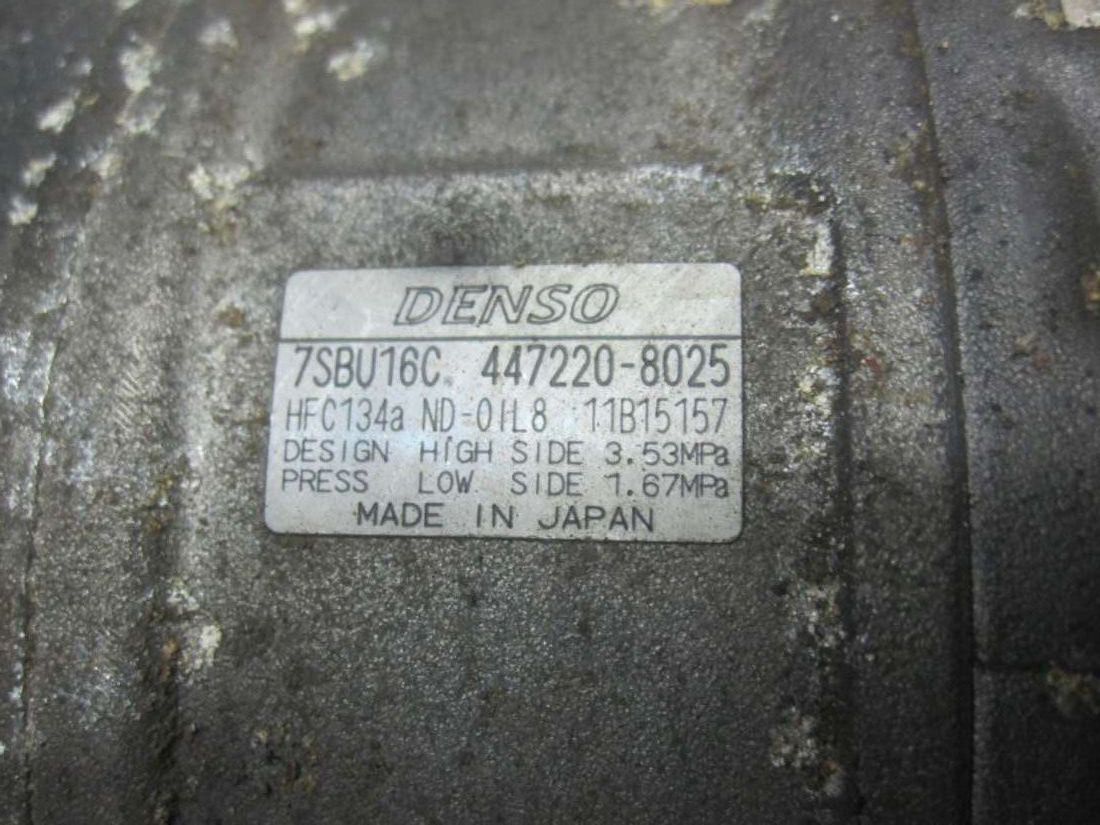 DENSO
7SBU16C 447220-8025
HFC134a ND-OIL8 11B15157
DESIGN HIGH SIDE 3.53MPa
PRESS LOW SIDE 1.67MPa
MADE IN JAPAN